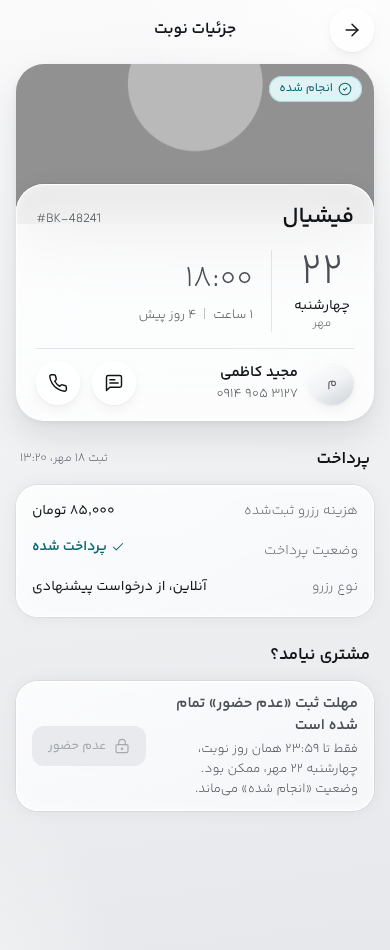 جزئیات نوبت
انجام شده
فیشیال
#BK-48241
۲۲
چهارشنبه
مهر
۱۸:۰۰
۱ ساعت | ۴ روز پیش
م
مجید کاظمی
۰۹۱۴ ۹۰۵ ۳۱۲۷
پرداخت
ثبت ۱۸ مهر، ۱۳:۲۰
هزینه رزرو ثبت‌شده
۸۵,۰۰۰ تومان
وضعیت پرداخت
پرداخت شده
نوع رزرو
آنلاین، از درخواست پیشنهادی
مشتری نیامد؟
مهلت ثبت «عدم حضور» تمام
شده است
فقط تا ۲۳:۵۹ همان روز نوبت،
چهارشنبه ۲۲ مهر، ممکن بود.
وضعیت «انجام شده» می‌ماند.
عدم حضور